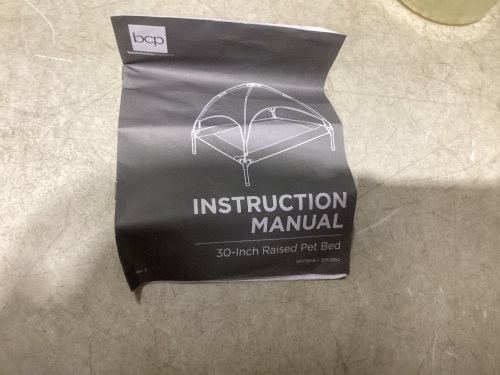 bcp
INSTRUCTION
MANUAL
30-Inch Raised Pet Bed